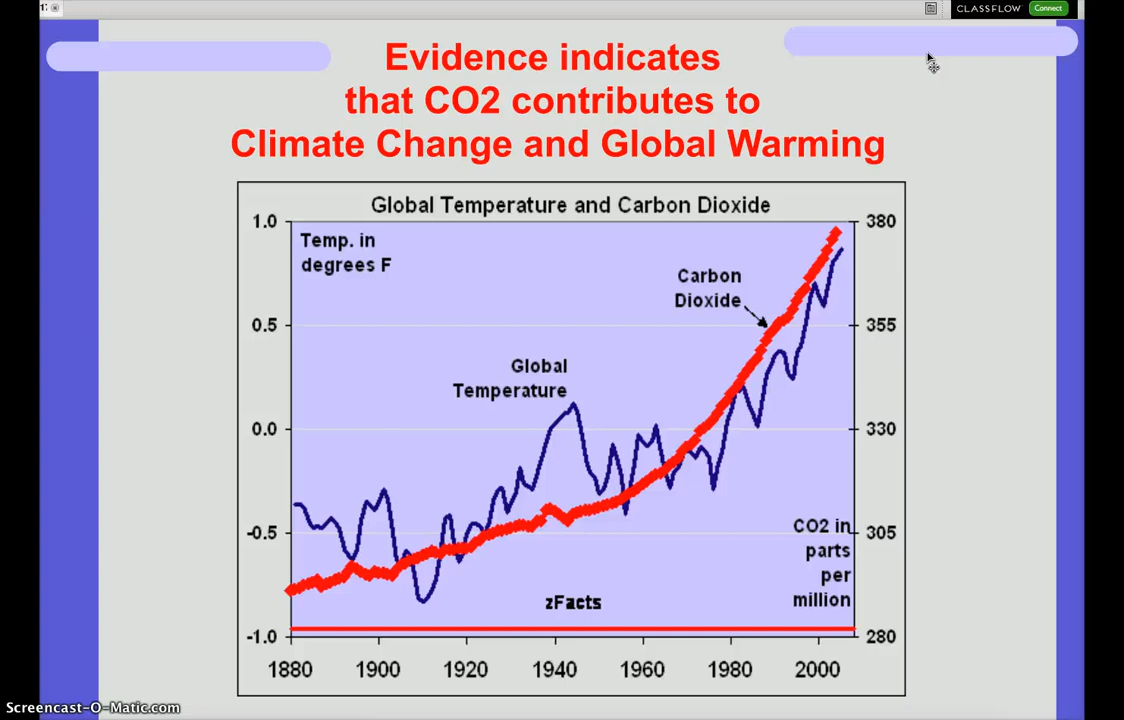 CLASSFLOW Connect
Evidence indicates
that CO2 contributes to
Climate Change and Global Warming
Global Temperature and Carbon Dioxide
1.0
0.5
0.0
-0.5
-1.0
Temp. in
degrees F
Global
Temperature
Carbon
Dioxide
CO2 in
parts
per
million
zFacts
380
355
330
305
280
1880 1900 1920 1940 1960 1980 2000
Screencast-O-Matic.com